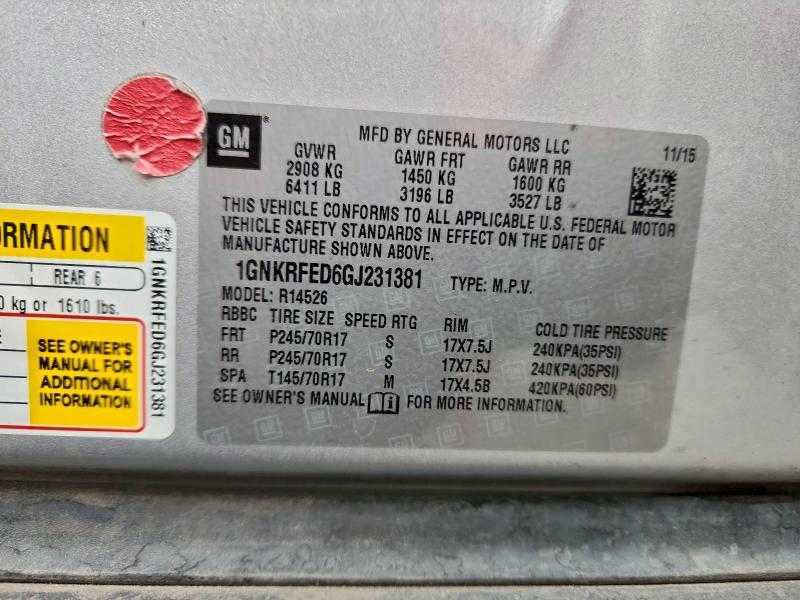 GM®
MFD BY GENERAL MOTORS LLC
11/15
GVWR GAWR FRT GAWR RR
2908 KG 1450 KG 1600 KG
6411 LB 3196 LB 3527 LB
THIS VEHICLE CONFORMS TO ALL APPLICABLE U.S. FEDERAL MOTOR
VEHICLE SAFETY STANDARDS IN EFFECT ON THE DATE OF
MANUFACTURE SHOWN ABOVE.
1GNKRFED6GJ231381 TYPE: M.P.V.
MODEL: R14526
RBBC TIRE SIZE SPEED RTG RIM COLD TIRE PRESSURE
FRT P245/70R17 S 17X7.5J 240KPA(35PSI)
RR P245/70R17 S 17X7.5J 240KPA(35PSI)
SPA T145/70R17 M 17X4.5B 420KPA(60PSI)
SEE OWNER'S MANUAL FOR MORE INFORMATION.
ORMATION
REAR 6
0 kg or 1610 lbs.
SEE OWNER'S
MANUAL FOR
ADDITIONAL
INFORMATION
1GNKRFED6GJ231381